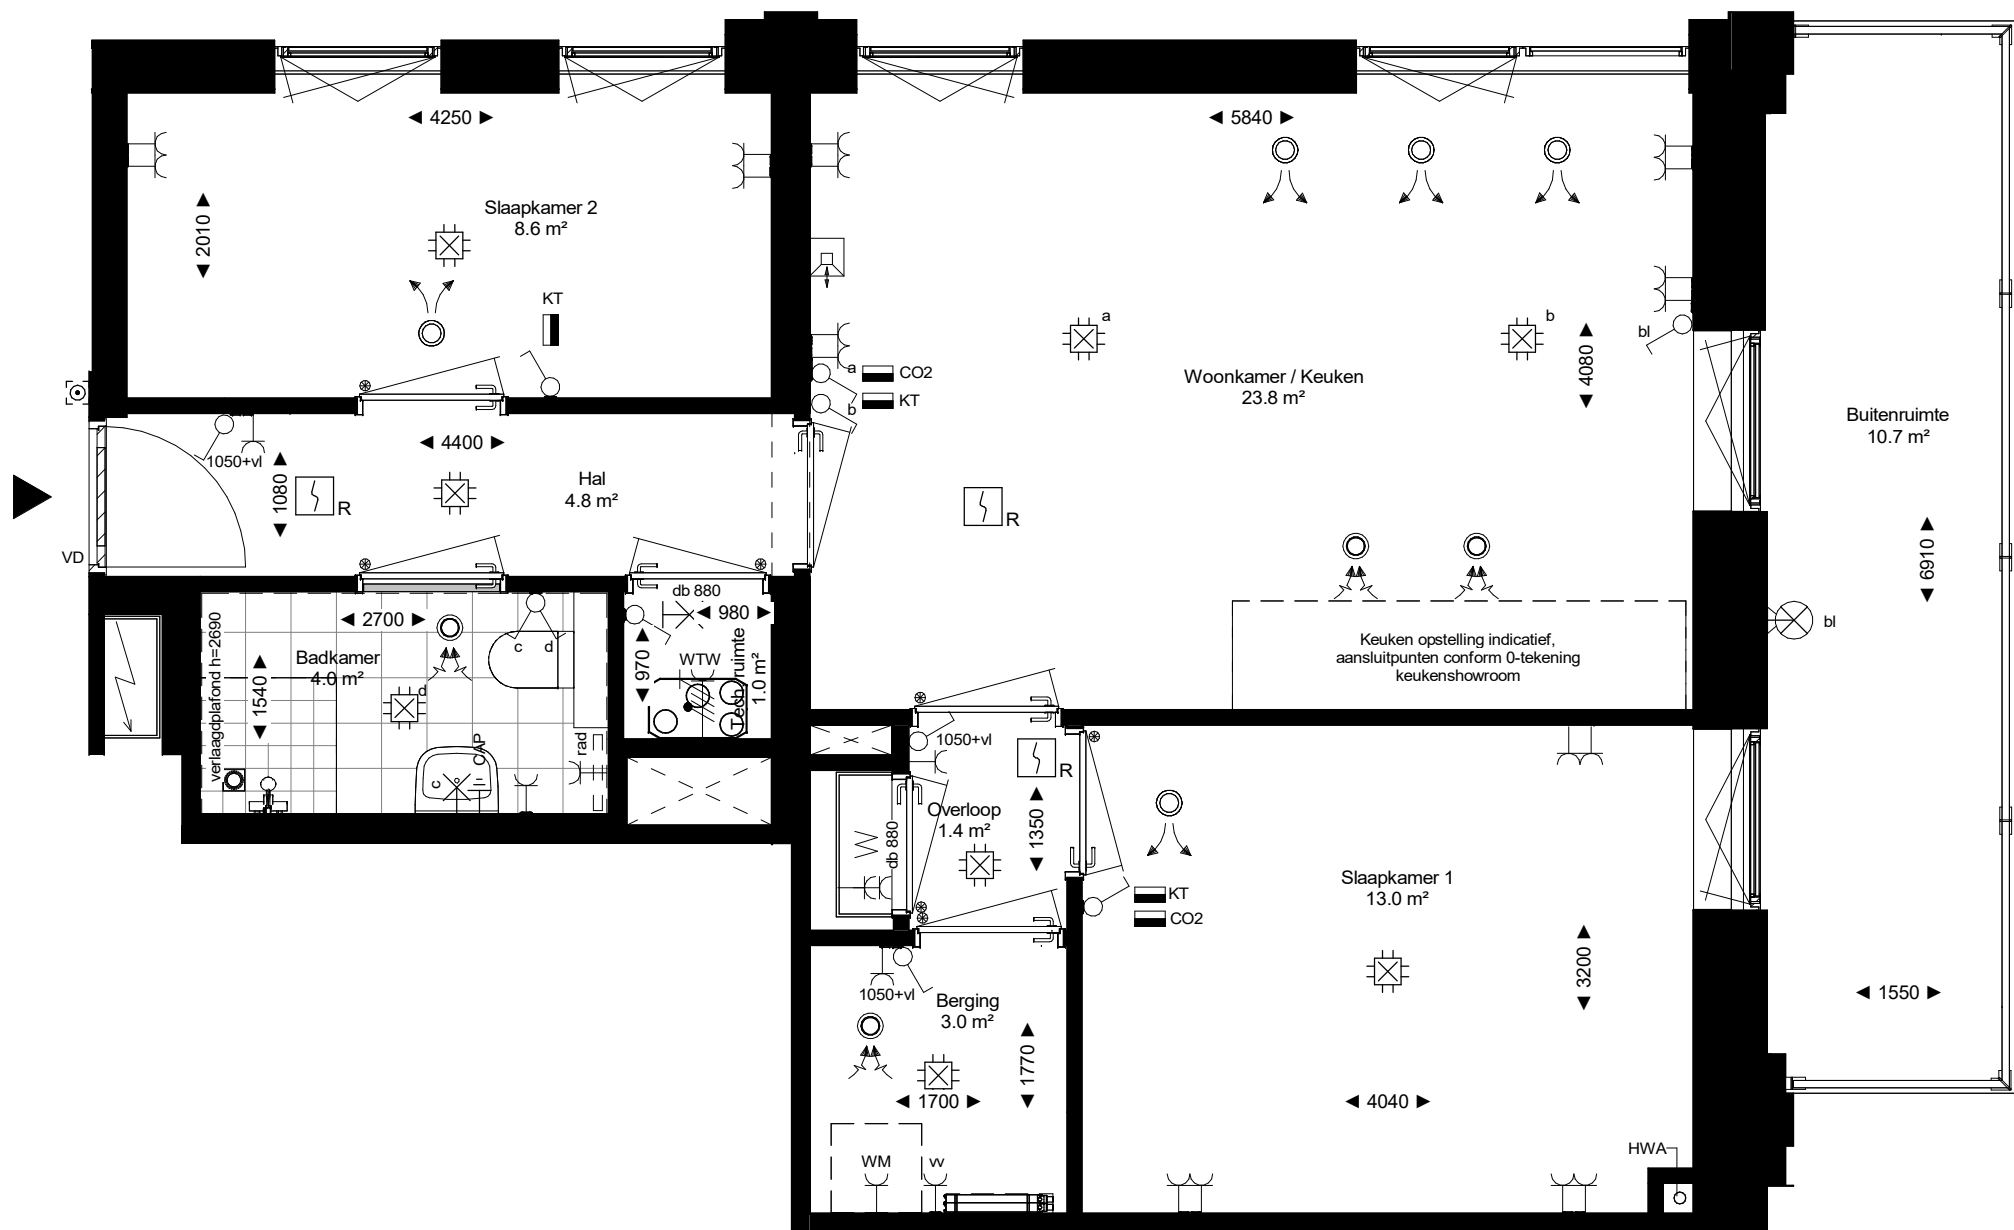 4250
5840
2010
Slaapkamer 2
8.6 m²
KT
a
b
bl
4080
a
CO2
KT
b
Woonkamer / Keuken
23.8 m²
Buitenruimte
10.7 m²
4400
1050+vl
1080
R
Hal
4.8 m²
R
VD
6910
db 880
980
2700
verlaagdplafond h=2690
c
d
Badkamer
4.0 m²
1540
d
970
WTW
Tech. ruimte
1.0 m²
Keuken opstelling indicatief,
aansluitpunten conform 0-tekening
keukenshowroom
bl
CAP
rad
c
1050+vl
R
Overloop
1.4 m²
1350
W
db 880
Slaapkamer 1
13.0 m²
KT
CO2
3200
1550
1050+vl
Berging
3.0 m²
1770
1700
4040
WM
vv
HWA